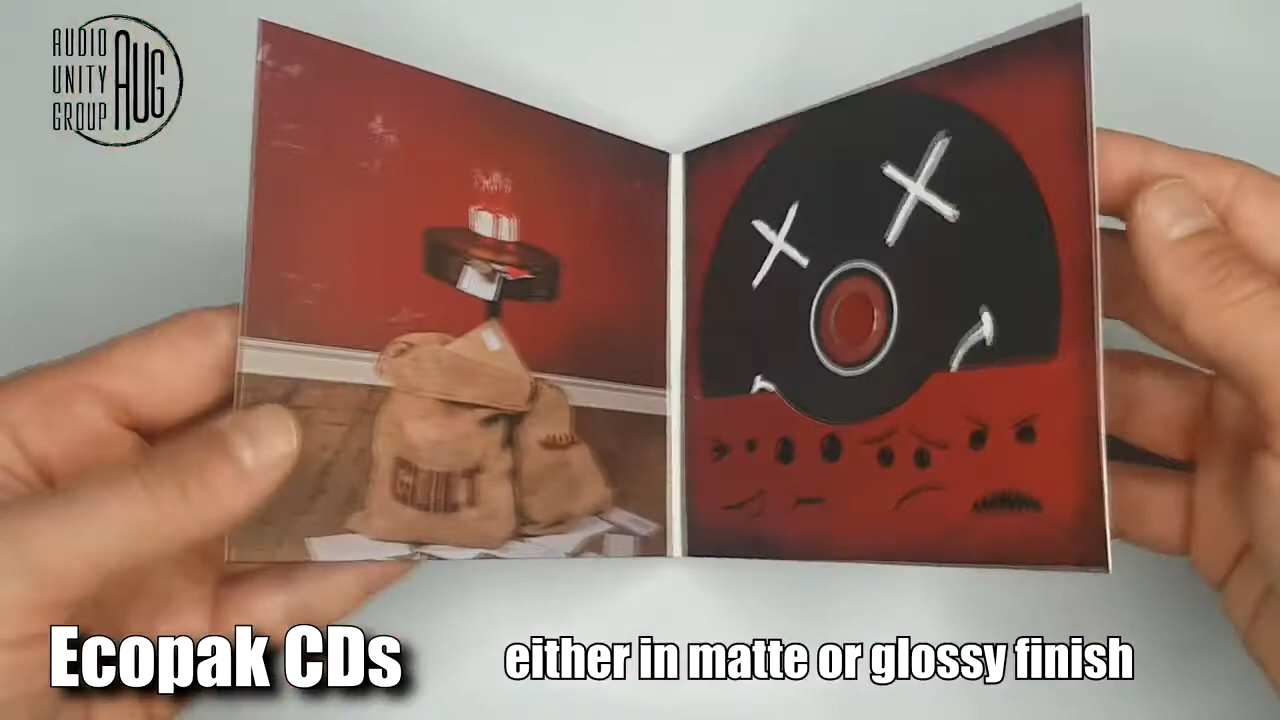 AUDIO
UNITY
GROUP
AUG
GUILT
Ecopak CDs
either in matte or glossy finish